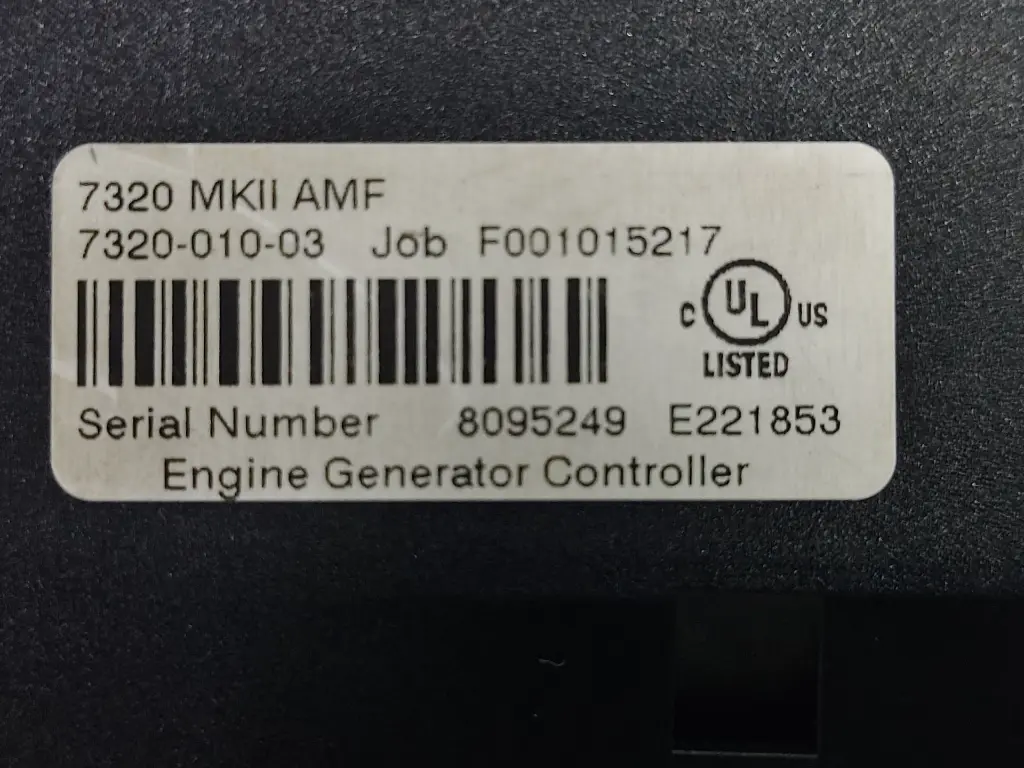 7320 MKII AMF
7320-010-03 Job F001015217
C UL US
LISTED
Serial Number 8095249 E221853
Engine Generator Controller